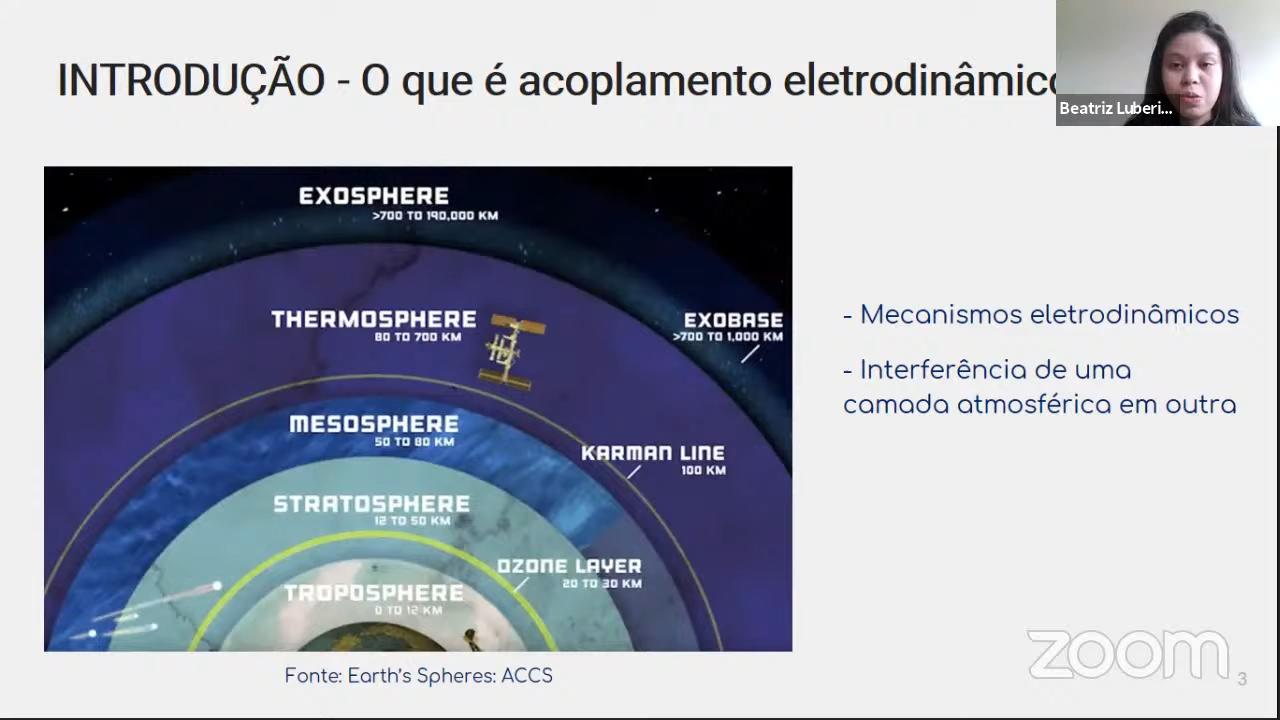 INTRODUÇÃO - O que é acoplamento eletrodinâmico
Beatriz Luberi...
EXOSPHERE
>700 TO 190,000 KM
THERMOSPHERE
80 TO 700 KM
EXOBASE
>700 TO 1,000 KM
MESOSPHERE
50 TO 80 KM
KARMAN LINE
100 KM
STRATOSPHERE
12 TO 50 KM
OZONE LAYER
20 TO 30 KM
TROPOSPHERE
0 TO 12 KM
- Mecanismos eletrodinâmicos
- Interferência de uma
camada atmosférica em outra
Fonte: Earth's Spheres: ACCS
zoom
3